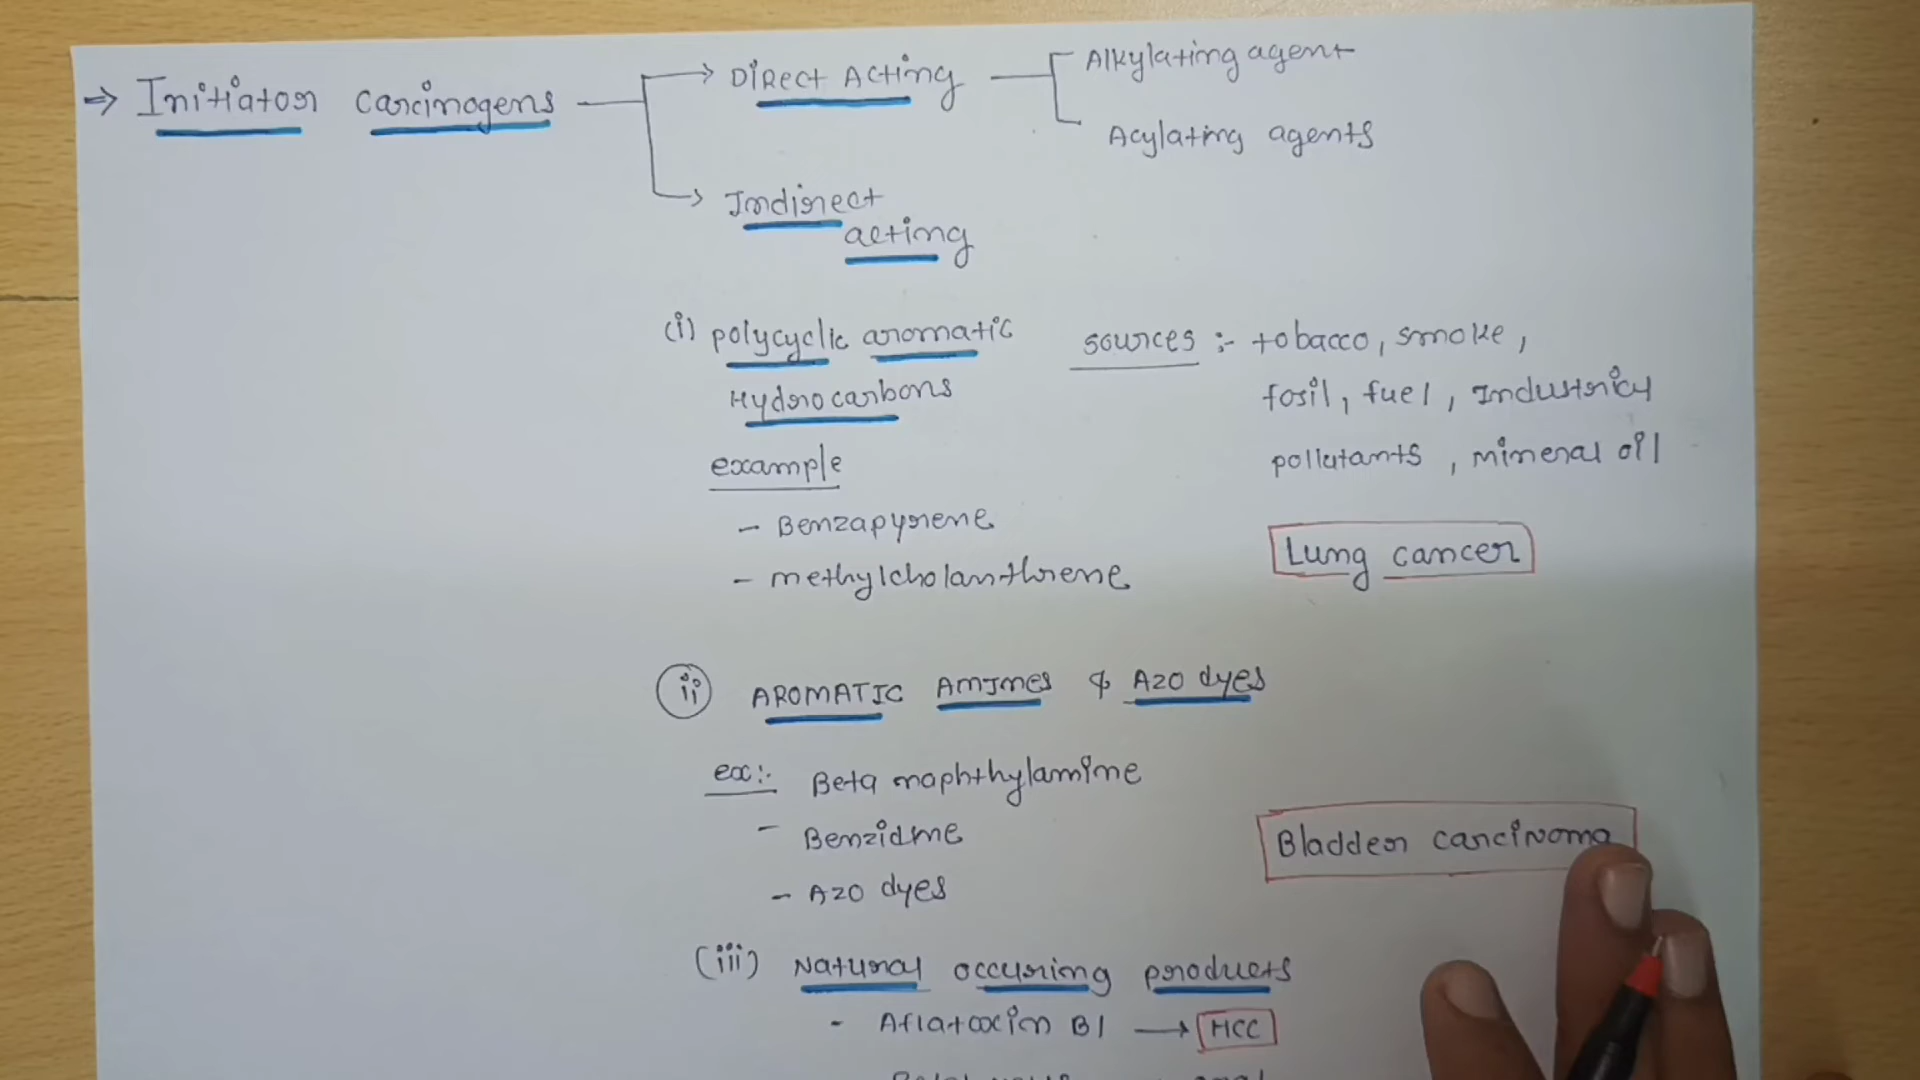 ⇒ Initiator carcinogens
Direct Acting
Alkylating agent
Acylating agents
Indirect
acting
(i) polycyclic aromatic
Hydrocarbons
sources :- tobacco, smoke,
fosil, fuel, Industricy
pollutants, mineral oil
example
- Benzapyrene
- methylcholanthrene
Lung cancer
(ii) AROMATIC AMINES & AZO dyes
ex:- Beta naphthylamine
- Benzidine
- AZO dyes
Bladder carcinoma
(iii) Natural occuring products
- Aflatoxin B1 → HCC